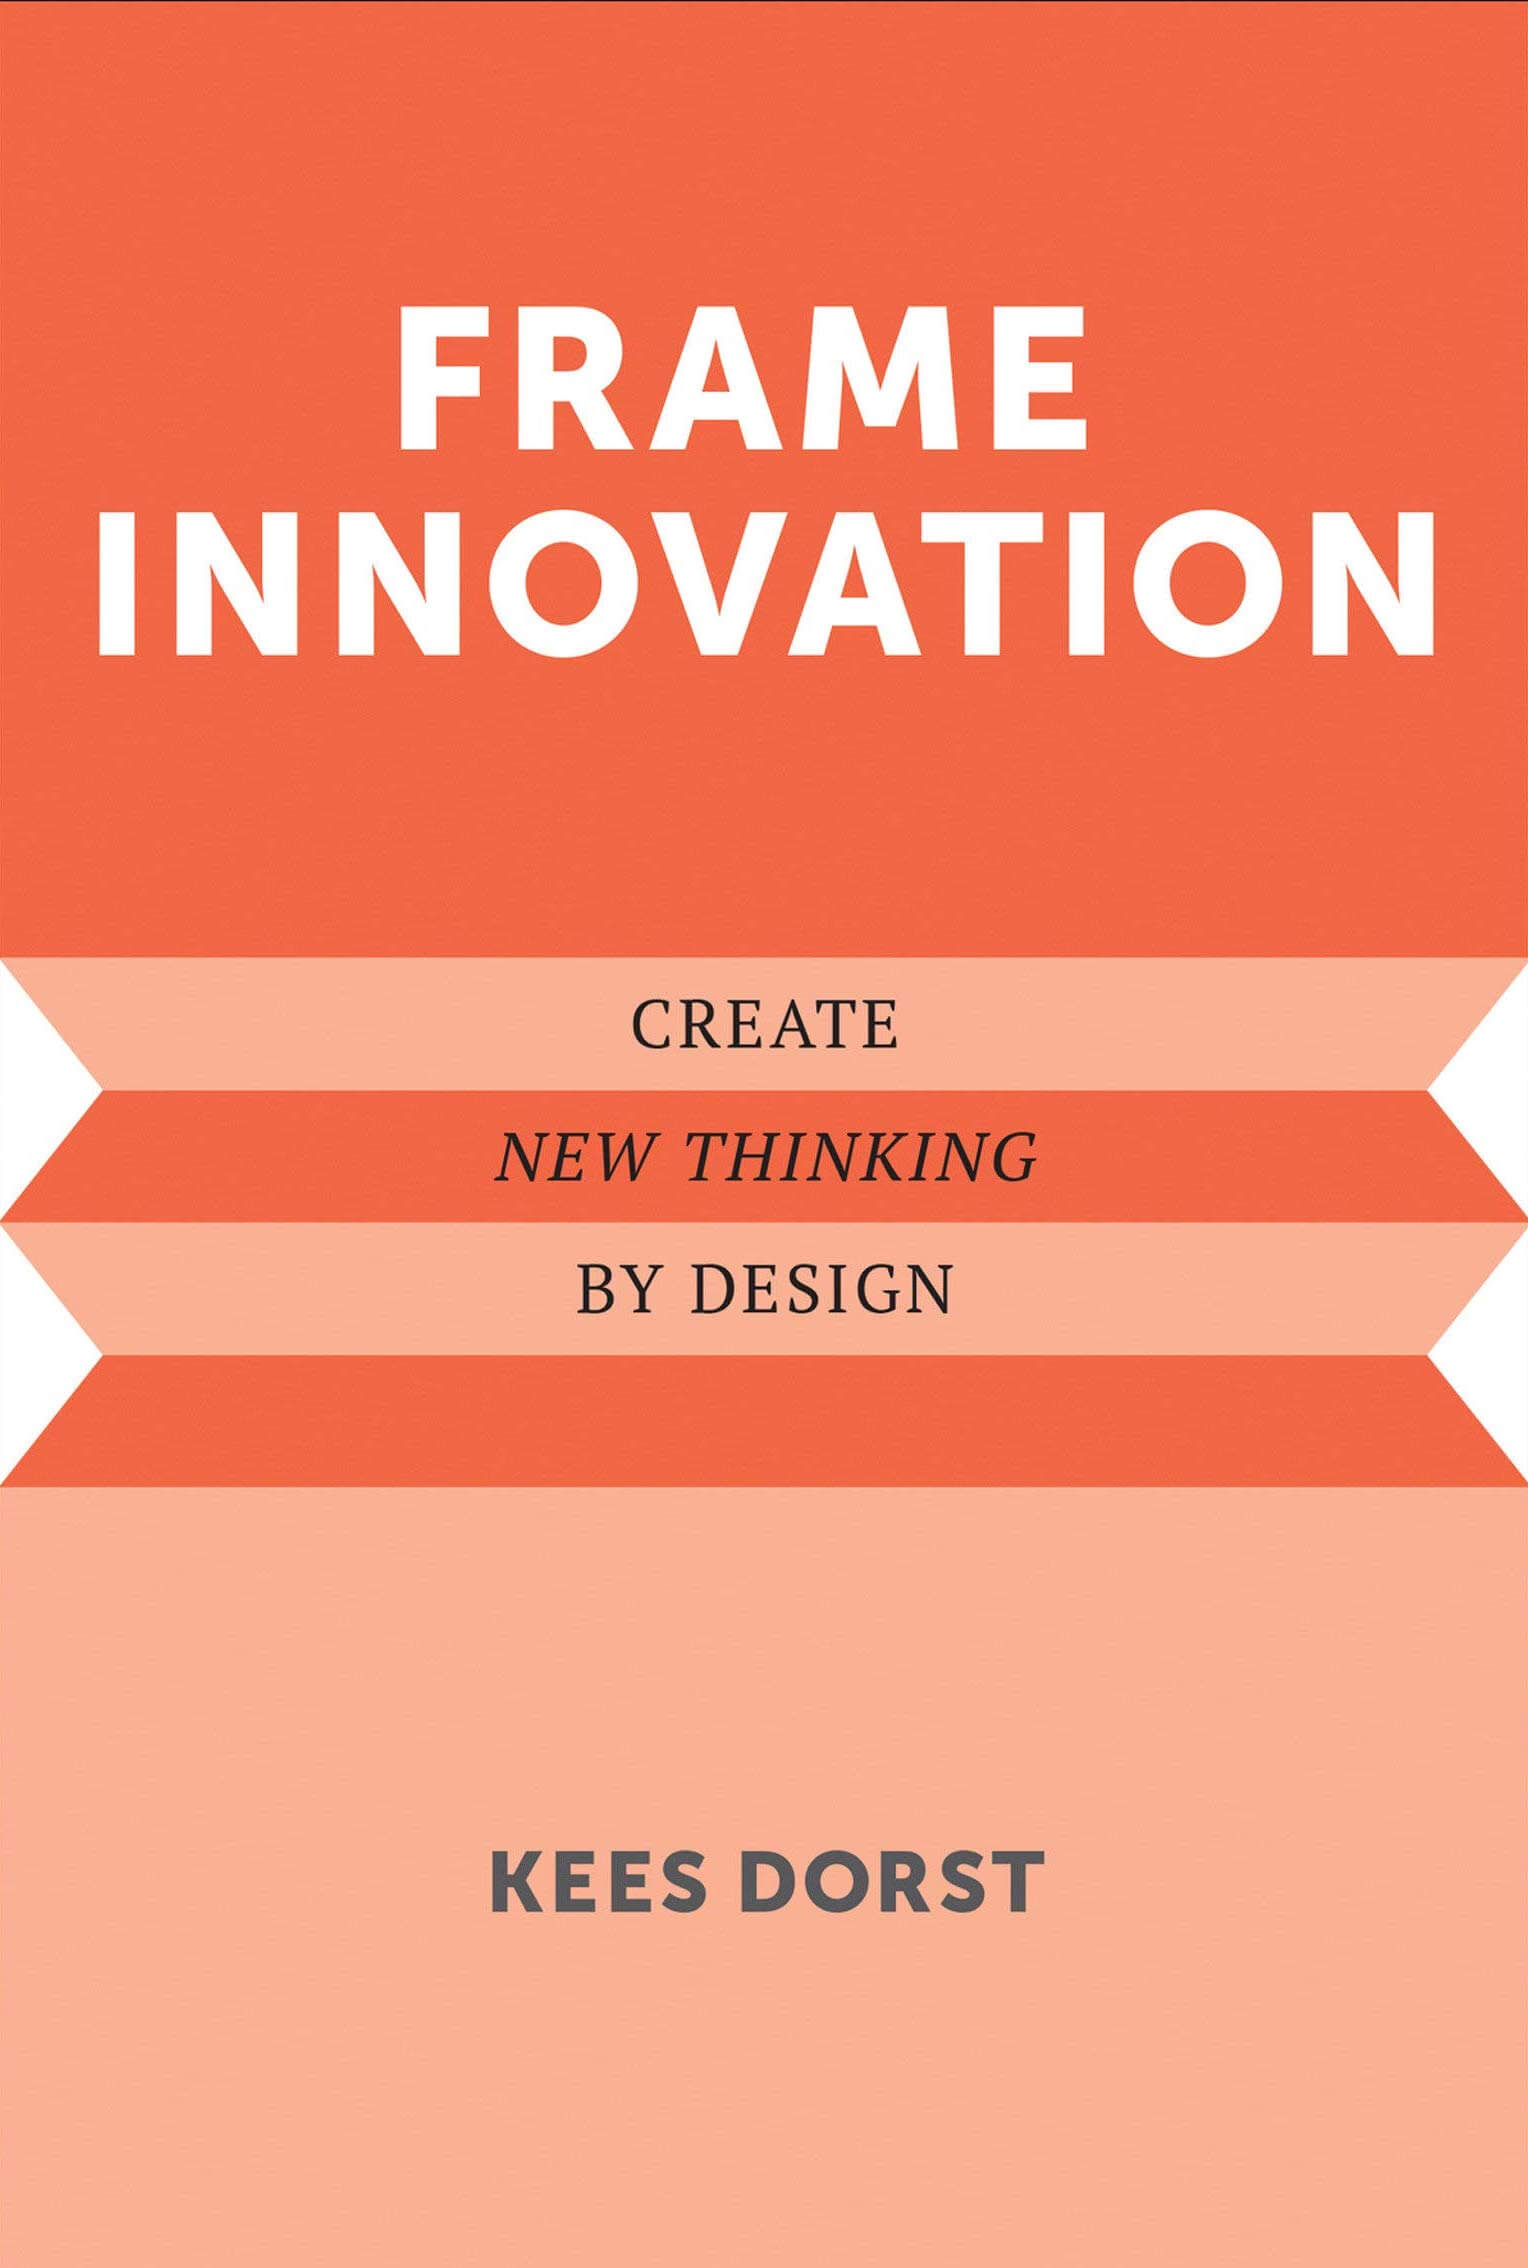 FRAME
INNOVATION
CREATE
NEW THINKING
BY DESIGN
KEES DORST